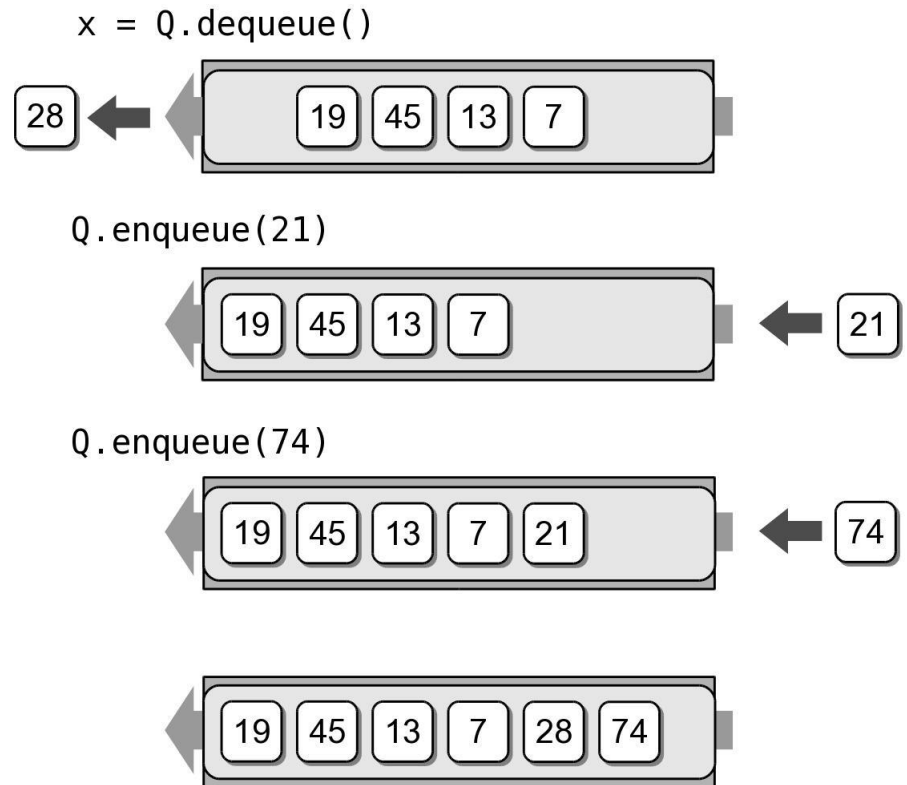 x = Q.dequeue()
28 19 45 13 7
Q.enqueue(21)
19 45 13 7 21
Q.enqueue(74)
19 45 13 7 21 74
19 45 13 7 28 74